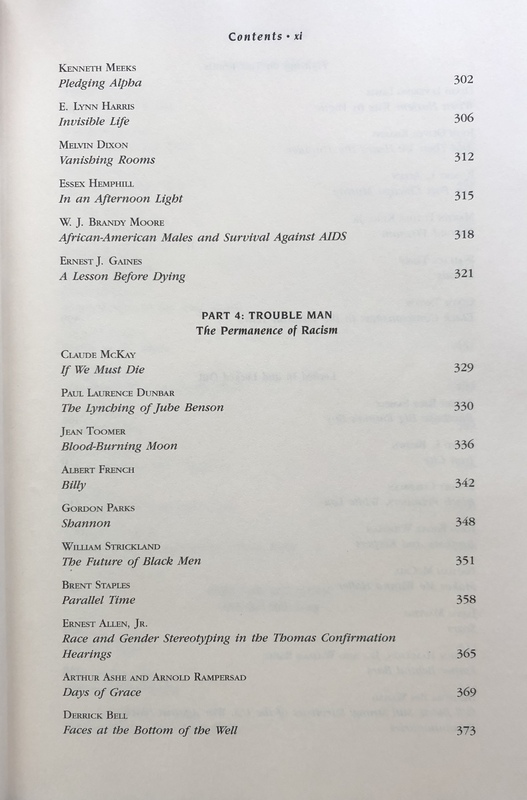 Contents • xi
Kenneth Meeks
Pledging Alpha 302
E. Lynn Harris
Invisible Life 306
Melvin Dixon
Vanishing Rooms 312
Essex Hemphill
In an Afternoon Light 315
W. J. Brandy Moore
African-American Males and Survival Against AIDS 318
Ernest J. Gaines
A Lesson Before Dying 321
PART 4: TROUBLE MAN
The Permanence of Racism
Claude McKay
If We Must Die 329
Paul Laurence Dunbar
The Lynching of Jube Benson 330
Jean Toomer
Blood-Burning Moon 336
Albert French
Billy 342
Gordon Parks
Shannon 348
William Strickland
The Future of Black Men 351
Brent Staples
Parallel Time 358
Ernest Allen, Jr.
Race and Gender Stereotyping in the Thomas Confirmation
Hearings 365
Arthur Ashe and Arnold Rampersad
Days of Grace 369
Derrick Bell
Faces at the Bottom of the Well 373